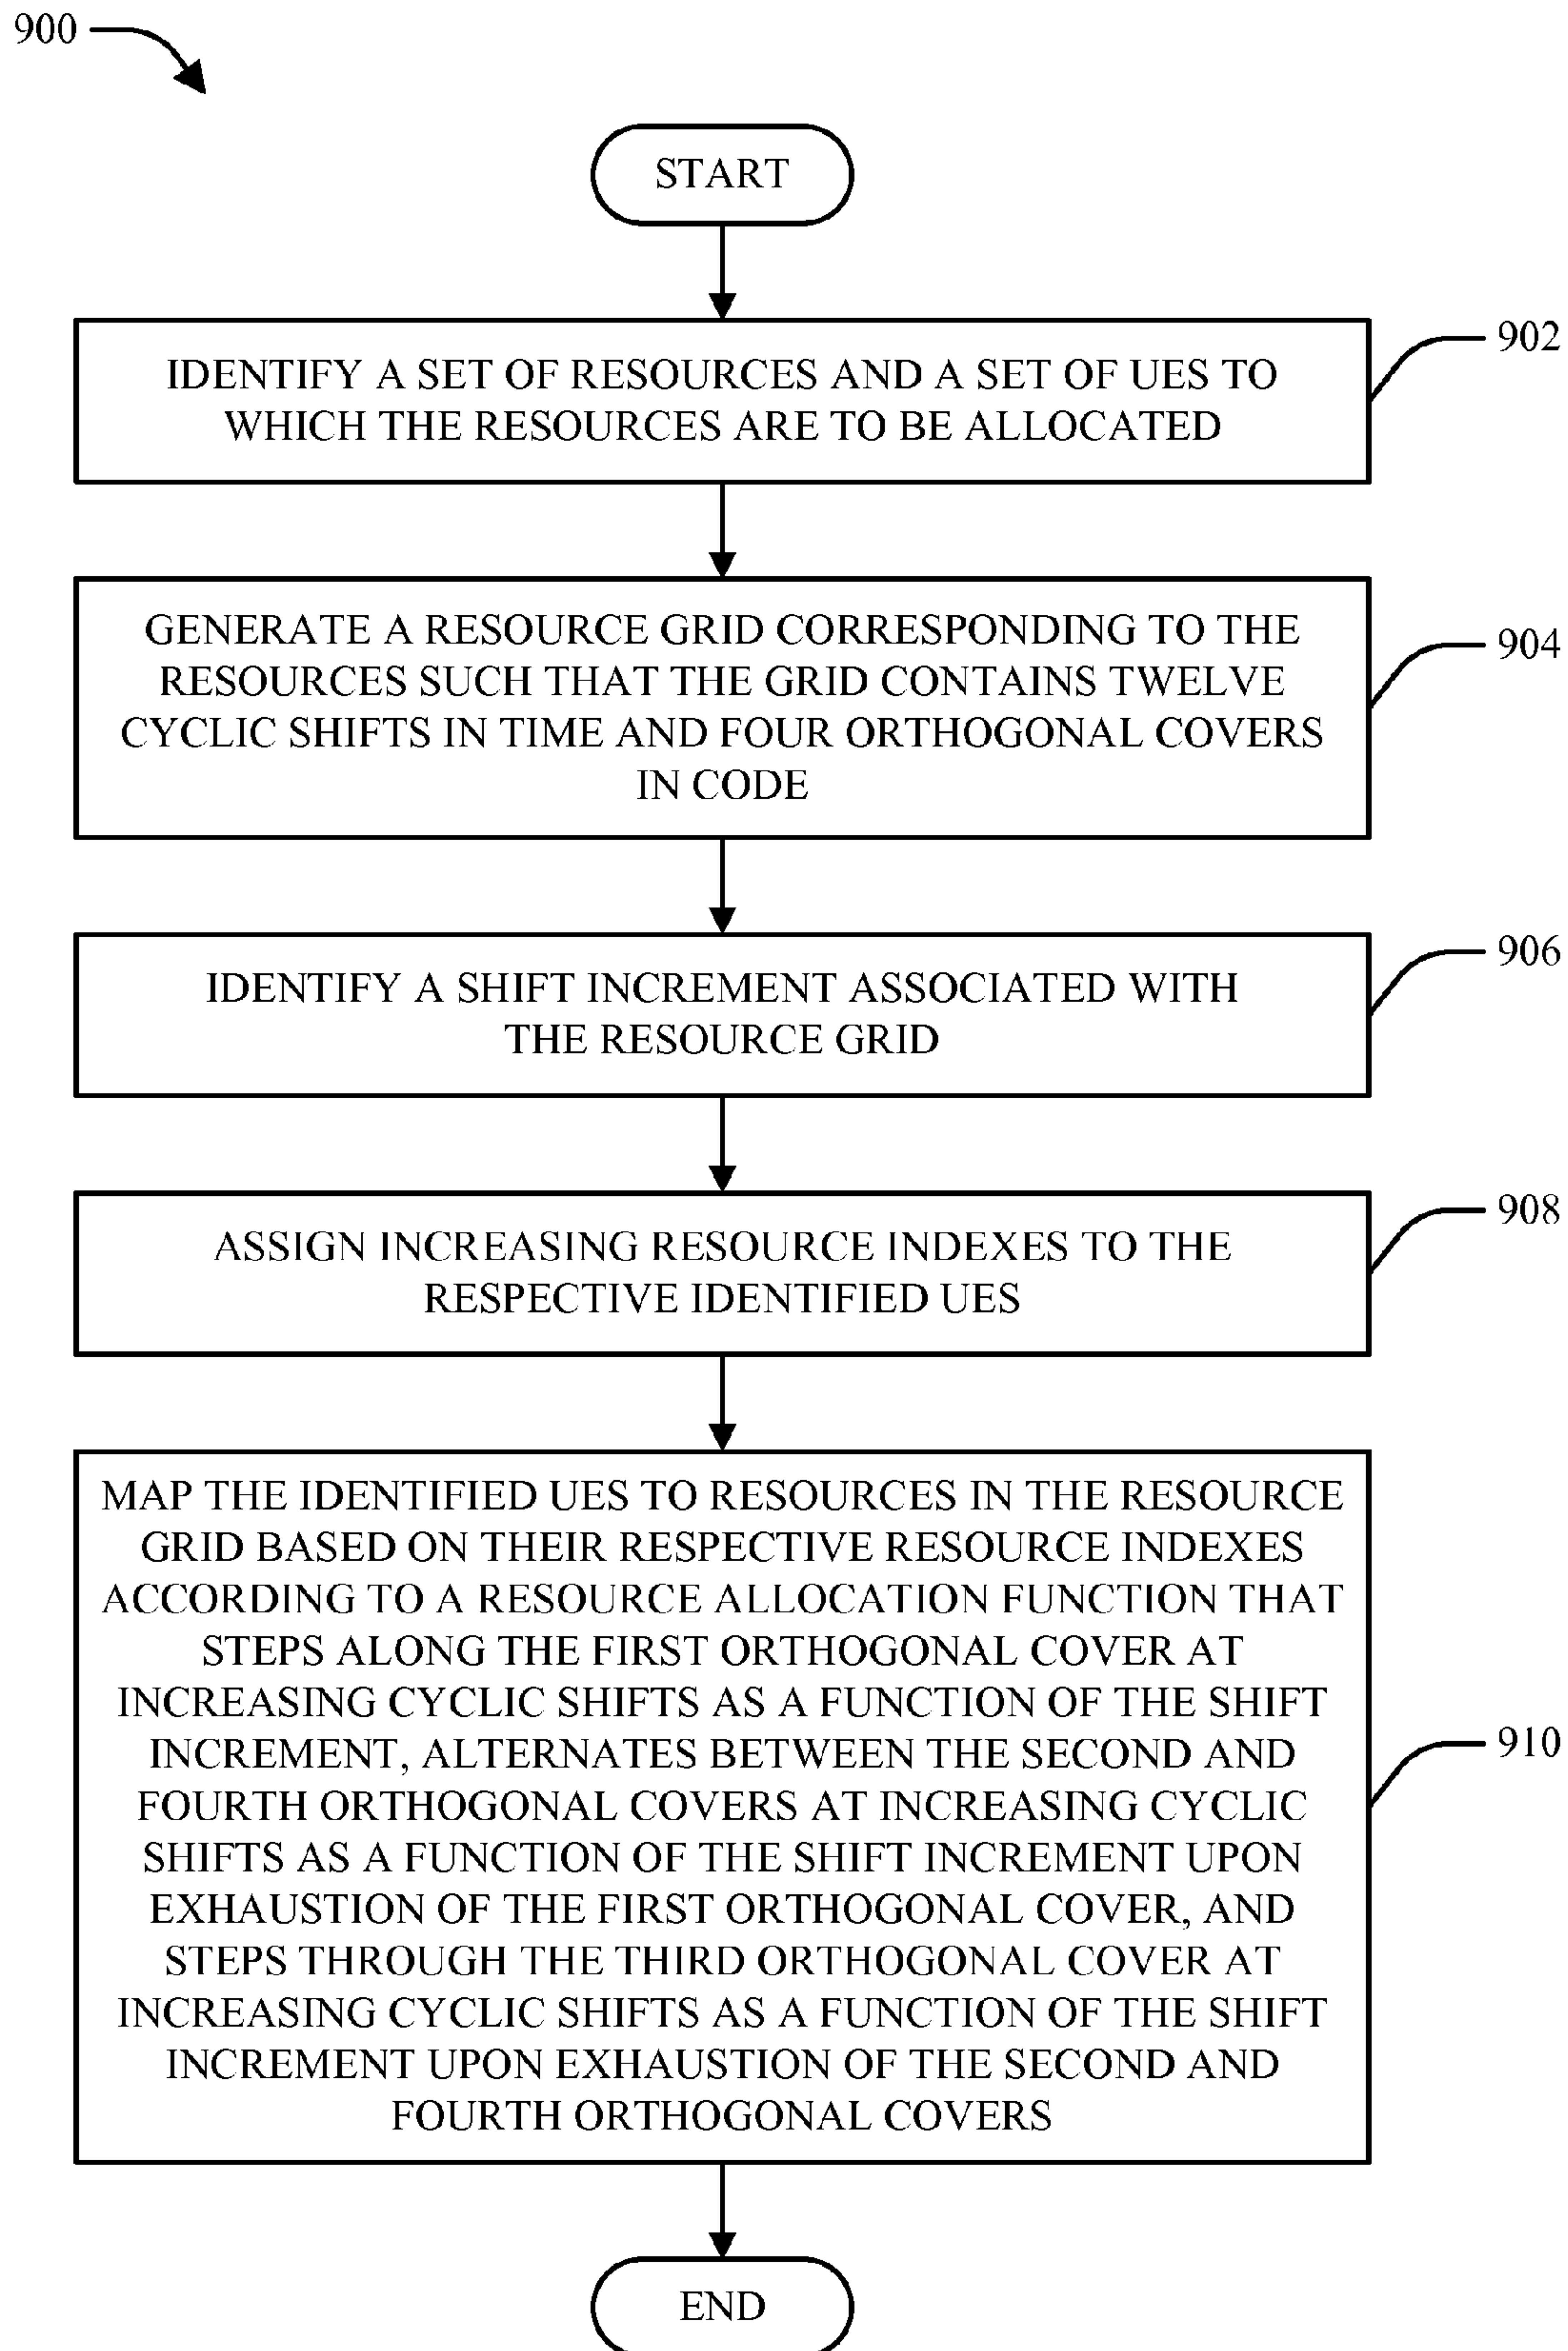 900
START
IDENTIFY A SET OF RESOURCES AND A SET OF UES TO
WHICH THE RESOURCES ARE TO BE ALLOCATED
902
GENERATE A RESOURCE GRID CORRESPONDING TO THE
RESOURCES SUCH THAT THE GRID CONTAINS TWELVE
CYCLIC SHIFTS IN TIME AND FOUR ORTHOGONAL COVERS
IN CODE
904
IDENTIFY A SHIFT INCREMENT ASSOCIATED WITH
THE RESOURCE GRID
906
ASSIGN INCREASING RESOURCE INDEXES TO THE
RESPECTIVE IDENTIFIED UES
908
MAP THE IDENTIFIED UES TO RESOURCES IN THE RESOURCE
GRID BASED ON THEIR RESPECTIVE RESOURCE INDEXES
ACCORDING TO A RESOURCE ALLOCATION FUNCTION THAT
STEPS ALONG THE FIRST ORTHOGONAL COVER AT
INCREASING CYCLIC SHIFTS AS A FUNCTION OF THE SHIFT
INCREMENT, ALTERNATES BETWEEN THE SECOND AND
FOURTH ORTHOGONAL COVERS AT INCREASING CYCLIC
SHIFTS AS A FUNCTION OF THE SHIFT INCREMENT UPON
EXHAUSTION OF THE FIRST ORTHOGONAL COVER, AND
STEPS THROUGH THE THIRD ORTHOGONAL COVER AT
INCREASING CYCLIC SHIFTS AS A FUNCTION OF THE SHIFT
INCREMENT UPON EXHAUSTION OF THE SECOND AND
FOURTH ORTHOGONAL COVERS
910
END